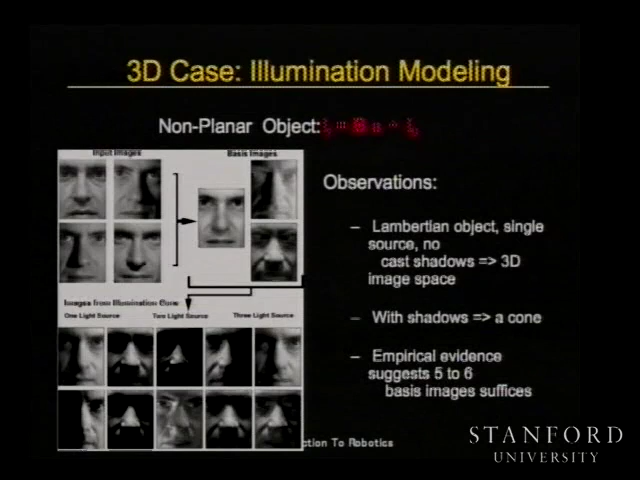 3D Case: Illumination Modeling
Non-Planar Object:
Input Images
Basis Images
Observations:
– Lambertian object, single
source, no
cast shadows => 3D
image space
Images from Illumination Cone
One Light Source
Two Light Source
Three Light Source
– With shadows => a cone
– Empirical evidence
suggests 5 to 6
basis images suffices
To Robotics
STANFORD
UNIVERSITY